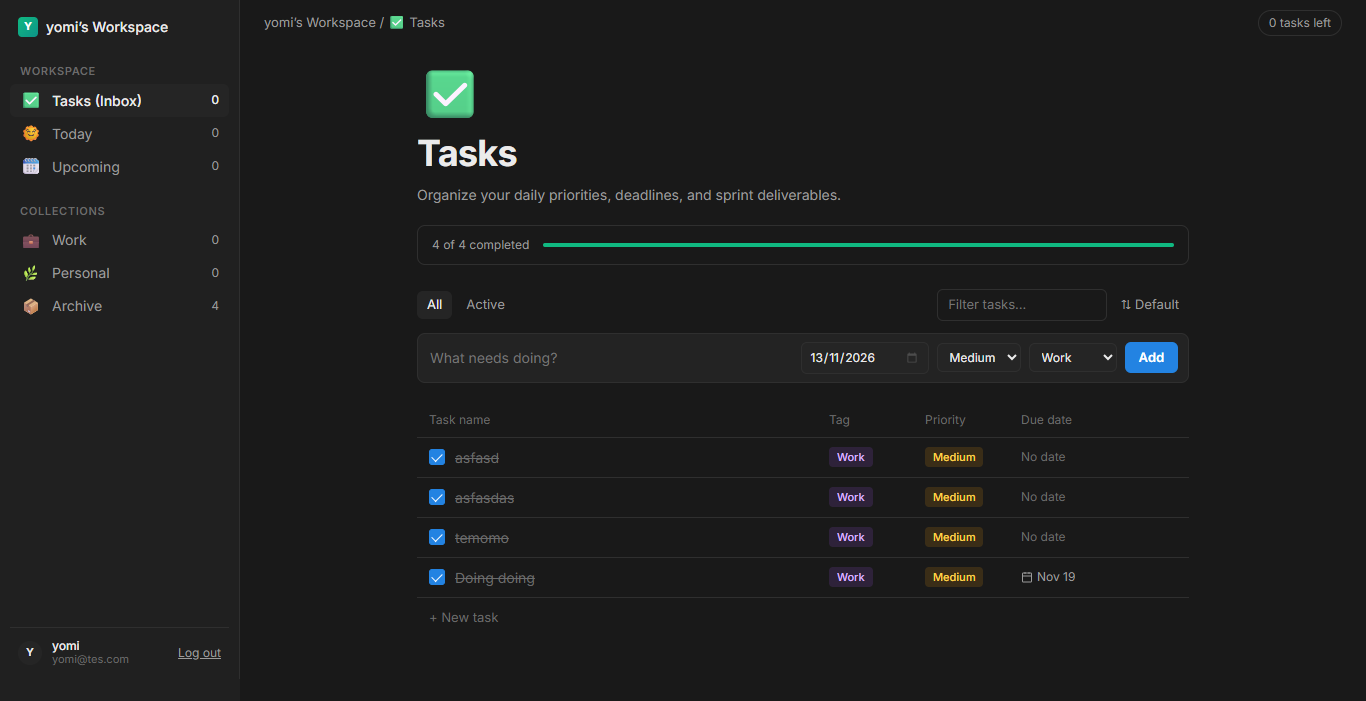 Y yomi's Workspace
yomi's Workspace / Tasks
0 tasks left
WORKSPACE
Tasks (Inbox) 0
Today 0
Upcoming 0
COLLECTIONS
Work 0
Personal 0
Archive 4
Y yomi
yomi@tes.com
Log out
Tasks
Organize your daily priorities, deadlines, and sprint deliverables.
4 of 4 completed
All Active Filter tasks... Default
What needs doing? 13/11/2026 Medium Work Add
Task name Tag Priority Due date
asfasd Work Medium No date
asfasdas Work Medium No date
temomo Work Medium No date
Doing doing Work Medium Nov 19
+ New task